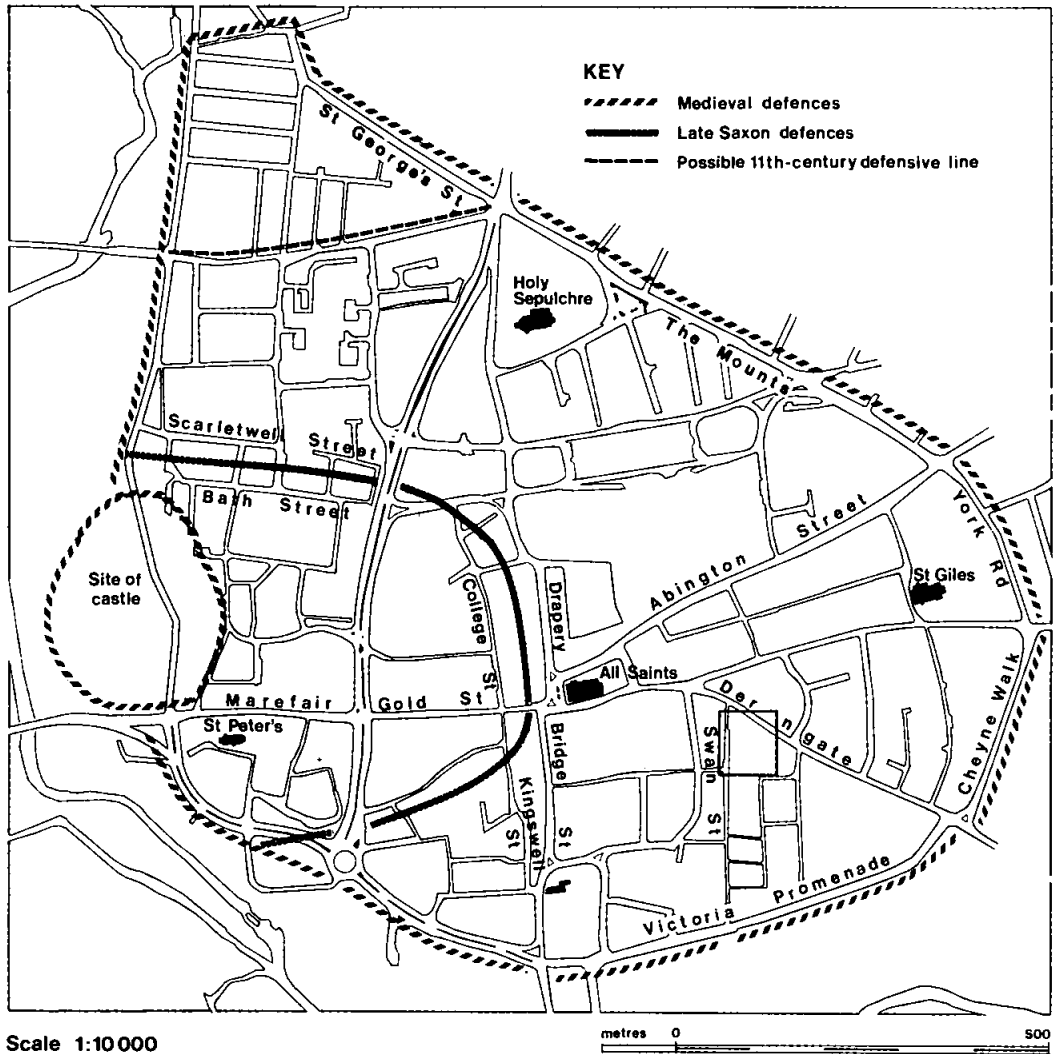 KEY
Medieval defences
Late Saxon defences
Possible 11th-century defensive line
St George's St
Holy
Sepulchre
The Mounts
Scarletwell Street
Bath Street
Site of
castle
College St
Drapery
Abington Street
York Rd
St Giles
All Saints
Marefair
Gold St
St Peter's
Derngate
Swan St
Bridge St
Kingswell St
Cheyne Walk
Victoria Promenade
Scale 1:10000
metres 0 500